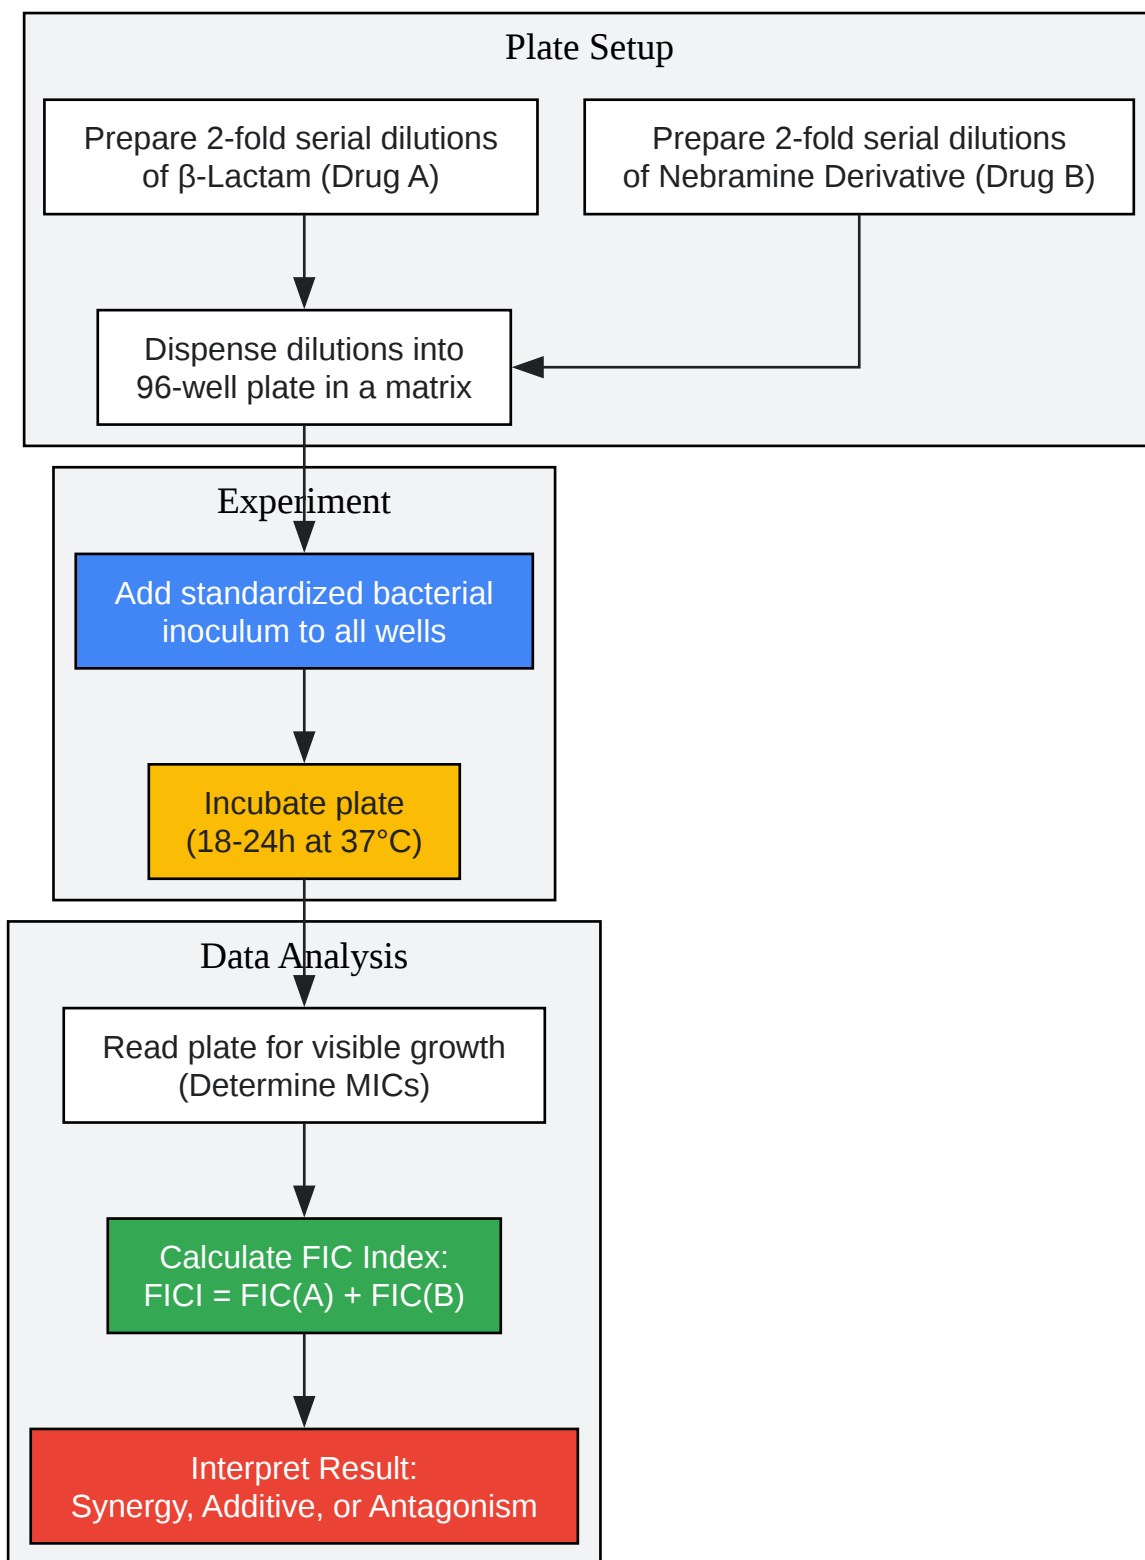 Plate Setup
Prepare 2-fold serial dilutions
of β-Lactam (Drug A)
Prepare 2-fold serial dilutions
of Nebramine Derivative (Drug B)
Dispense dilutions into
96-well plate in a matrix
Experiment
Add standardized bacterial
inoculum to all wells
Incubate plate
(18-24h at 37°C)
Data Analysis
Read plate for visible growth
(Determine MICs)
Calculate FIC Index:
FICI = FIC(A) + FIC(B)
Interpret Result:
Synergy, Additive, or Antagonism